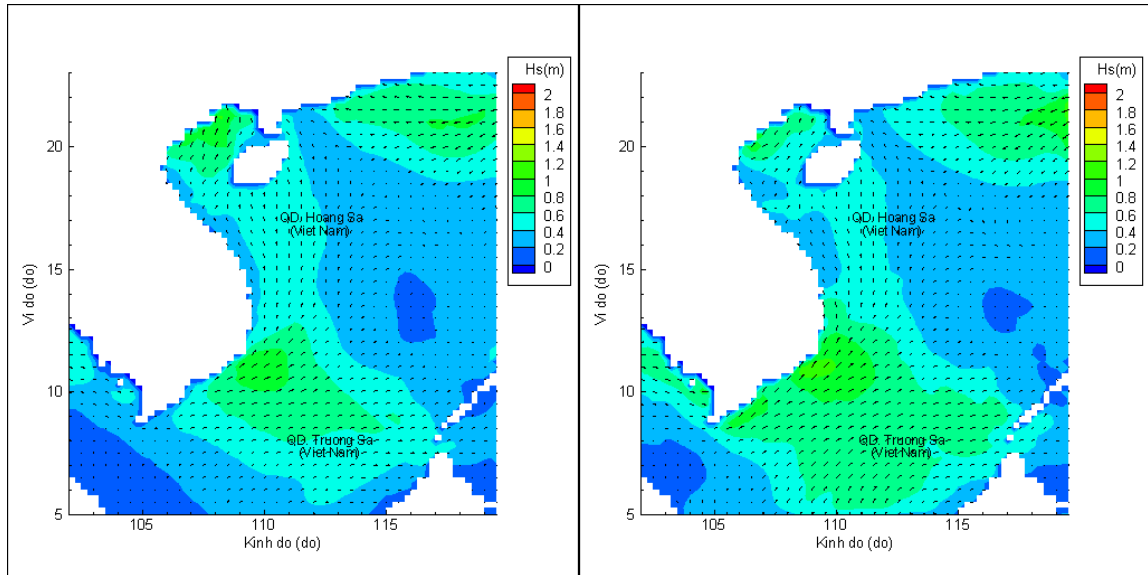 Hs(m)
2
1.8
1.6
1.4
1.2
1
0.8
0.6
0.4
0.2
0
20
15
10
5
Vi do (do)
105
110
115
Kinh do (do)
QD. Hoang Sa
(Viet Nam)
QD. Truong Sa
(Viet Nam)
Hs(m)
2
1.8
1.6
1.4
1.2
1
0.8
0.6
0.4
0.2
0
20
15
10
5
Vi do (do)
105
110
115
Kinh do (do)
QD. Hoang Sa
(Viet Nam)
QD. Truong Sa
(Viet Nam)